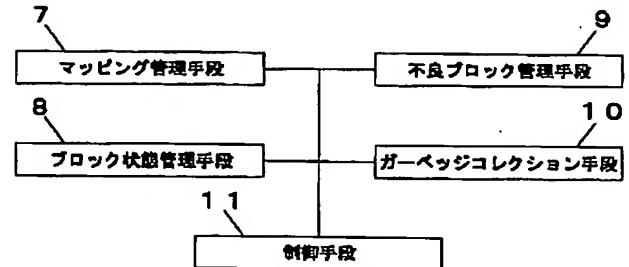 7
9
マッピング管理手段
不良ブロック管理手段
8
10
ブロック状態管理手段
ガーベッジコレクション手段
11
制御手段